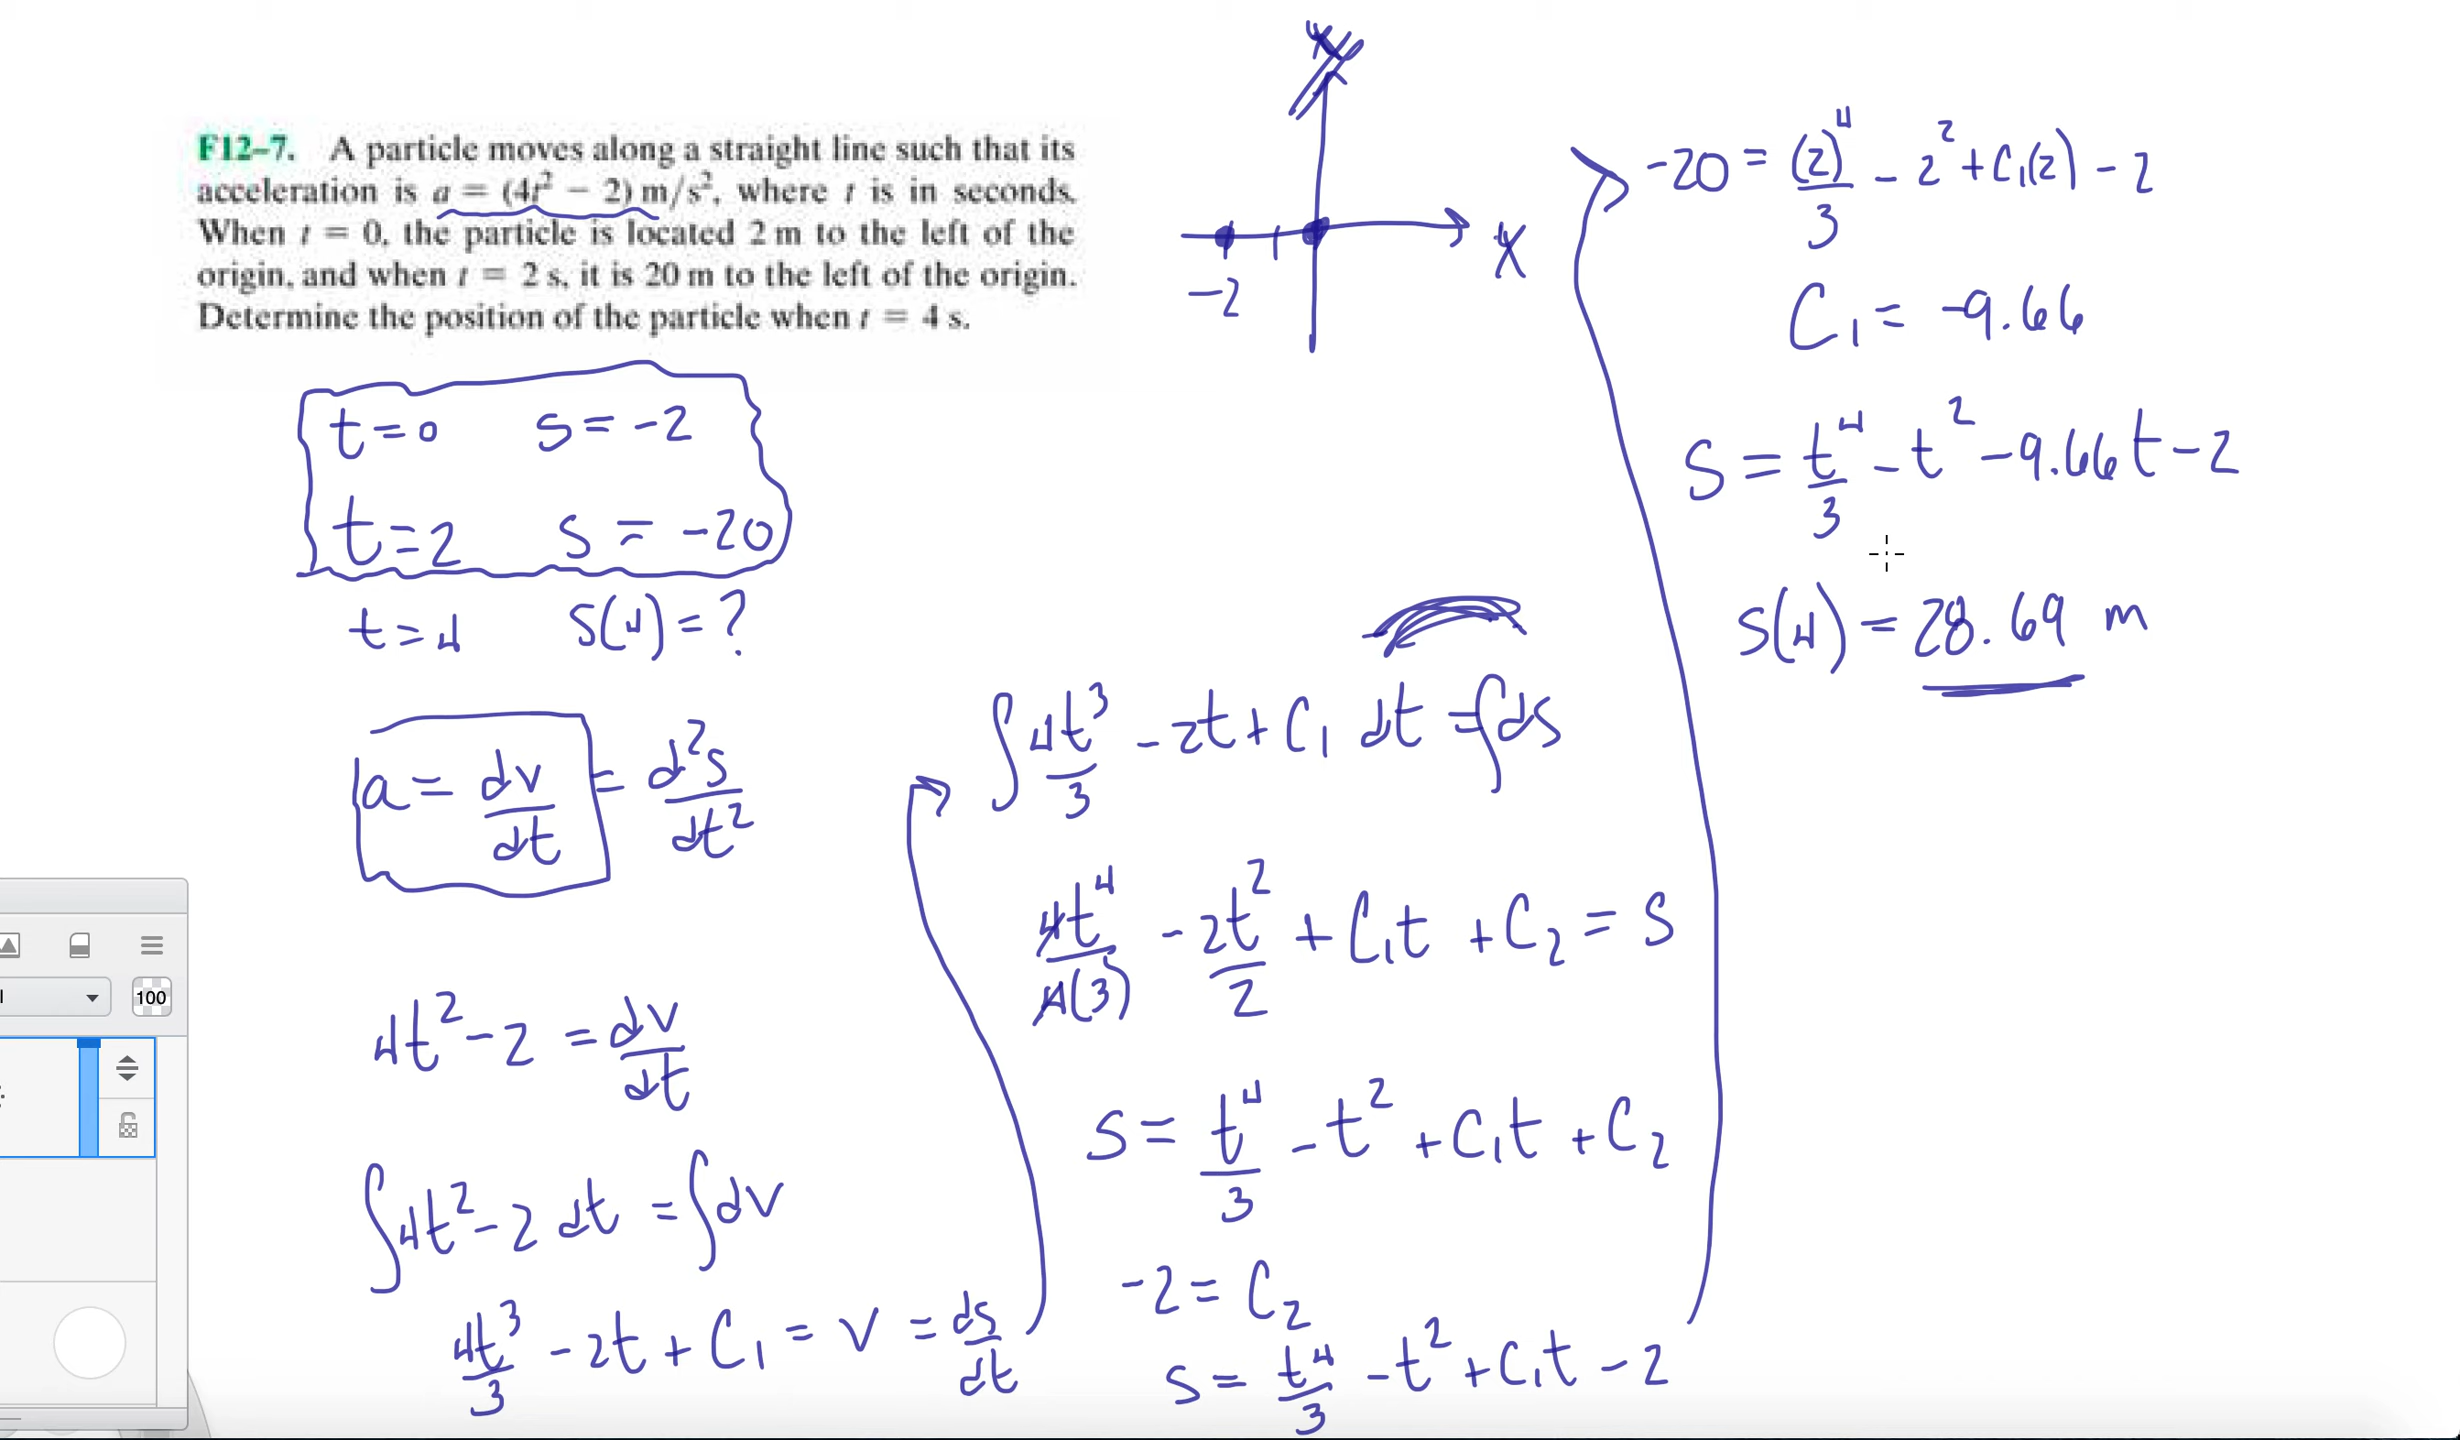 F12–7. A particle moves along a straight line such that its
acceleration is a = (4t² − 2) m/s², where t is in seconds.
When t = 0, the particle is located 2 m to the left of the
origin, and when t = 2 s, it is 20 m to the left of the origin.
Determine the position of the particle when t = 4 s.
x
-2
t=0 s=-2
t=2 s=-20
t=4 s(4)=?
a = dv/dt = d²s/dt²
4t²-2 = dv/dt
∫4t²-2 dt = ∫dv
4t³/3 -2t + C₁ = v = ds/dt
∫4t³/3 -2t + C₁ dt = ∫ds
4t⁴/4(3) - 2t²/2 + C₁t + C₂ = s
s = t⁴/3 - t² + C₁t + C₂
-2 = C₂
s = t⁴/3 - t² + C₁t - 2
-20 = (2)⁴/3 - 2² + C₁(2) - 2
C₁ = -9.66
s = t⁴/3 - t² - 9.66t - 2
s(4) = 28.69 m
100